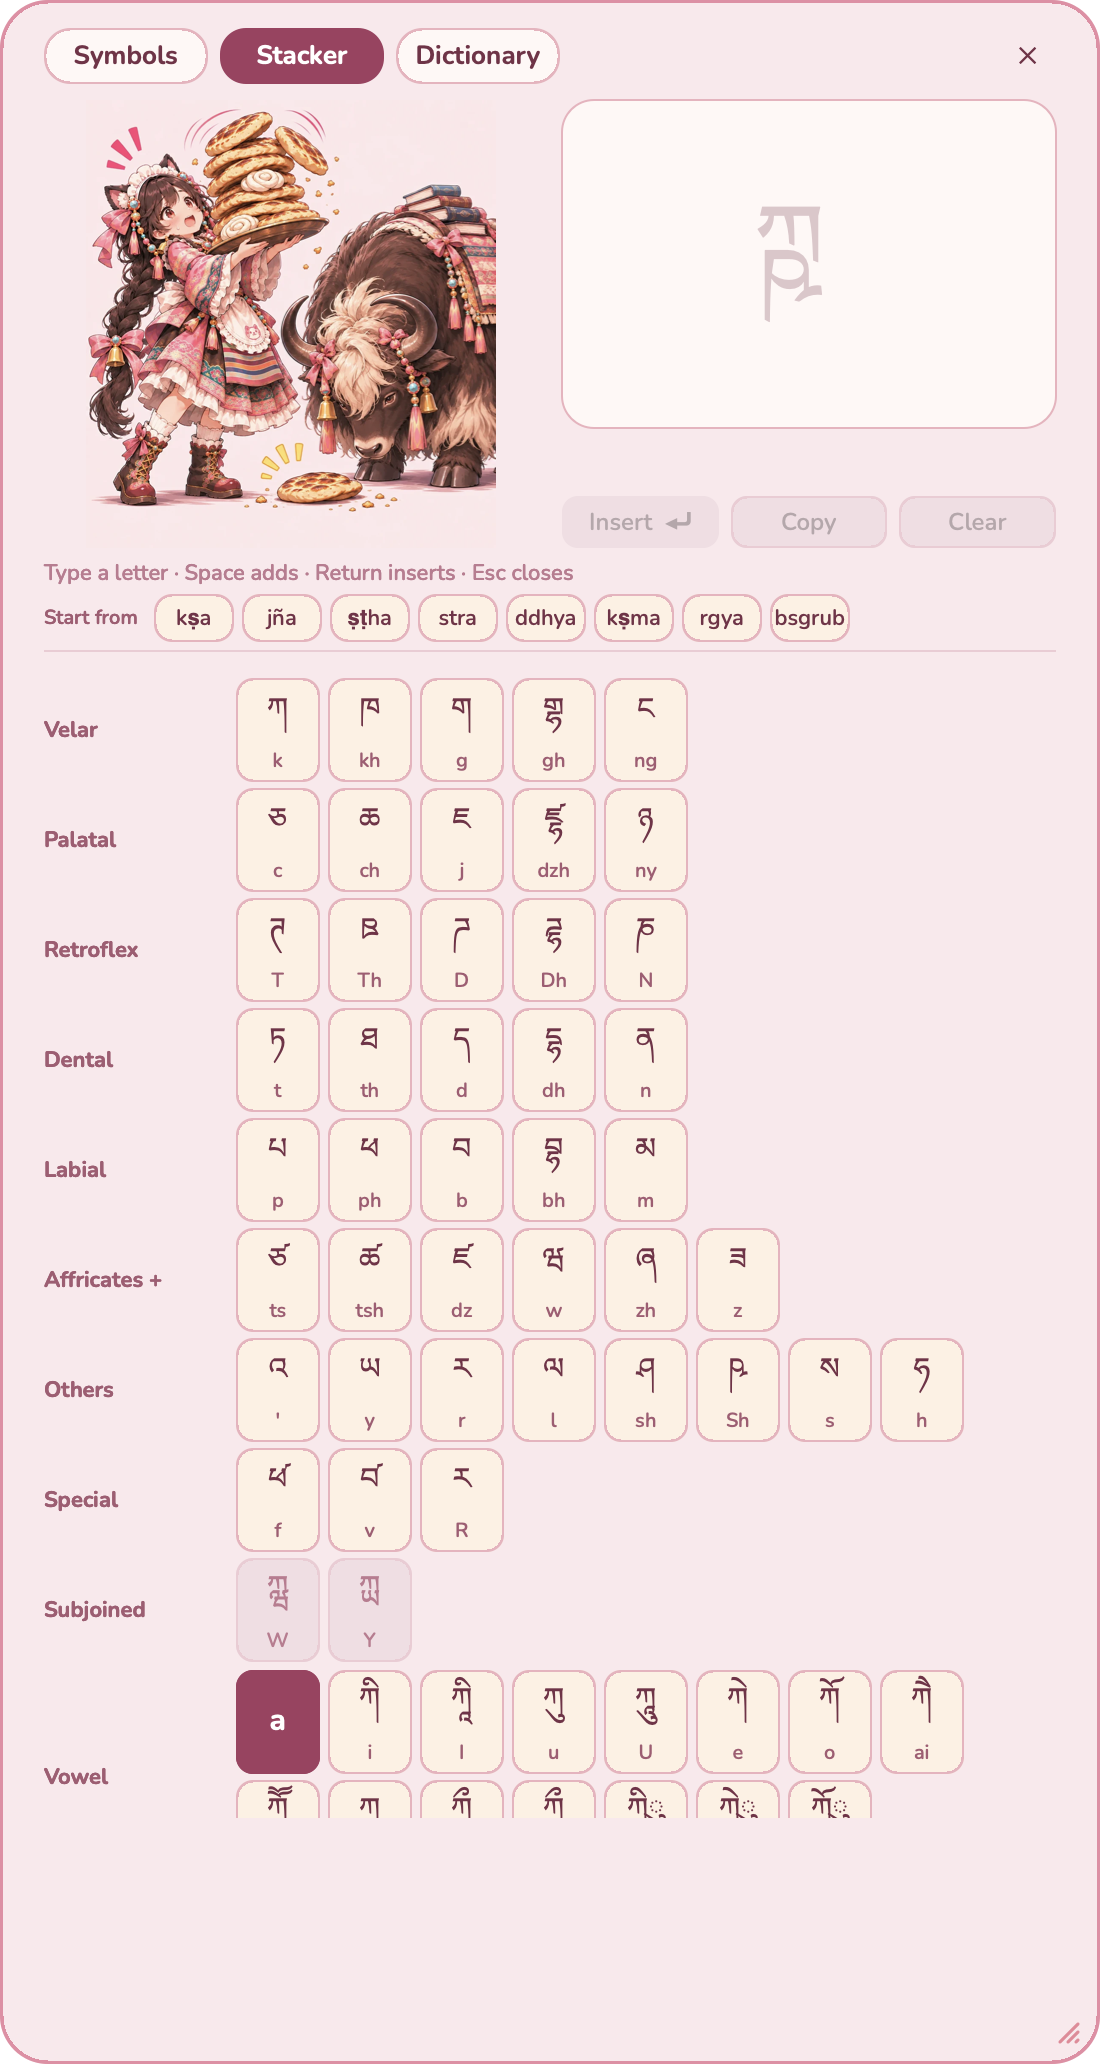 Symbols Stacker Dictionary ×
ཀྵ
Insert Copy Clear
Type a letter · Space adds · Return inserts · Esc closes
Start from kṣa jña ṣṭha stra ddhya kṣma rgya bsgrub
Velar
ཀ ཁ ག གྷ ང
k kh g gh ng
Palatal
ཅ ཆ ཇ ཛྷ ཉ
c ch j dzh ny
Retroflex
ཊ ཋ ཌ ཌྷ ཎ
T Th D Dh N
Dental
ཏ ཐ ད དྷ ན
t th d dh n
Labial
པ ཕ བ བྷ མ
p ph b bh m
Affricates +
ཙ ཚ ཛ ཝ ཞ ཟ
ts tsh dz w zh z
Others
འ ཡ ར ལ ཤ ཥ ས ཧ
' y r l sh Sh s h
Special
ཕ༹ བ༹ ར
f v R
Subjoined
ཀྺ ཀྻ
W Y
Vowel
a ཀི ཀཱི ཀུ ཀཱུ ཀེ ཀོ ཀཻ
i I u U e o ai